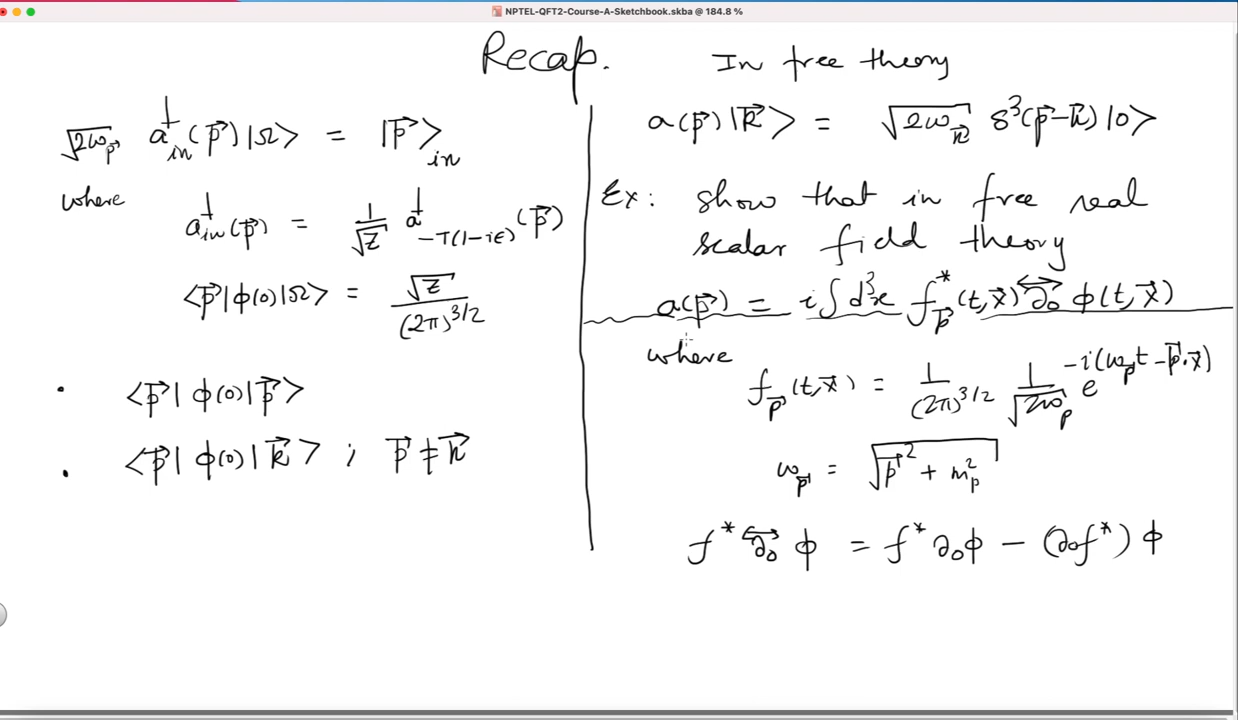 NPTEL-QFT2-Course-A-Sketchbook.skba @ 184.8 %
Recap.
√2ω_p⃗ a†_in(p⃗)|Ω⟩ = |p⃗⟩_in
where
a†_in(p⃗) = 1/√Z a†_-T(1-iϵ)(p⃗)
⟨p⃗|ϕ(0)|Ω⟩ = √Z/(2π)^3/2
· ⟨p⃗|ϕ(0)|p⃗⟩
· ⟨p⃗|ϕ(0)|k⃗⟩ ; p⃗ ≠ k⃗
In free theory
a(p⃗)|k⃗⟩ = √2ω_k⃗ δ³(p⃗-k⃗)|0⟩
Ex: show that in free real
scalar field theory
a(p⃗) = i∫d³x f*_p⃗(t,x⃗) ∂₀↔ ϕ(t,x⃗)
where
f_p⃗(t,x⃗) = 1/(2π)^3/2 1/√2ω_p e^-i(ω_p t - p⃗.x⃗)
ω_p⃗ = √p⃗² + m_p²
f* ∂₀↔ ϕ = f* ∂₀ϕ - (∂₀f*) ϕ